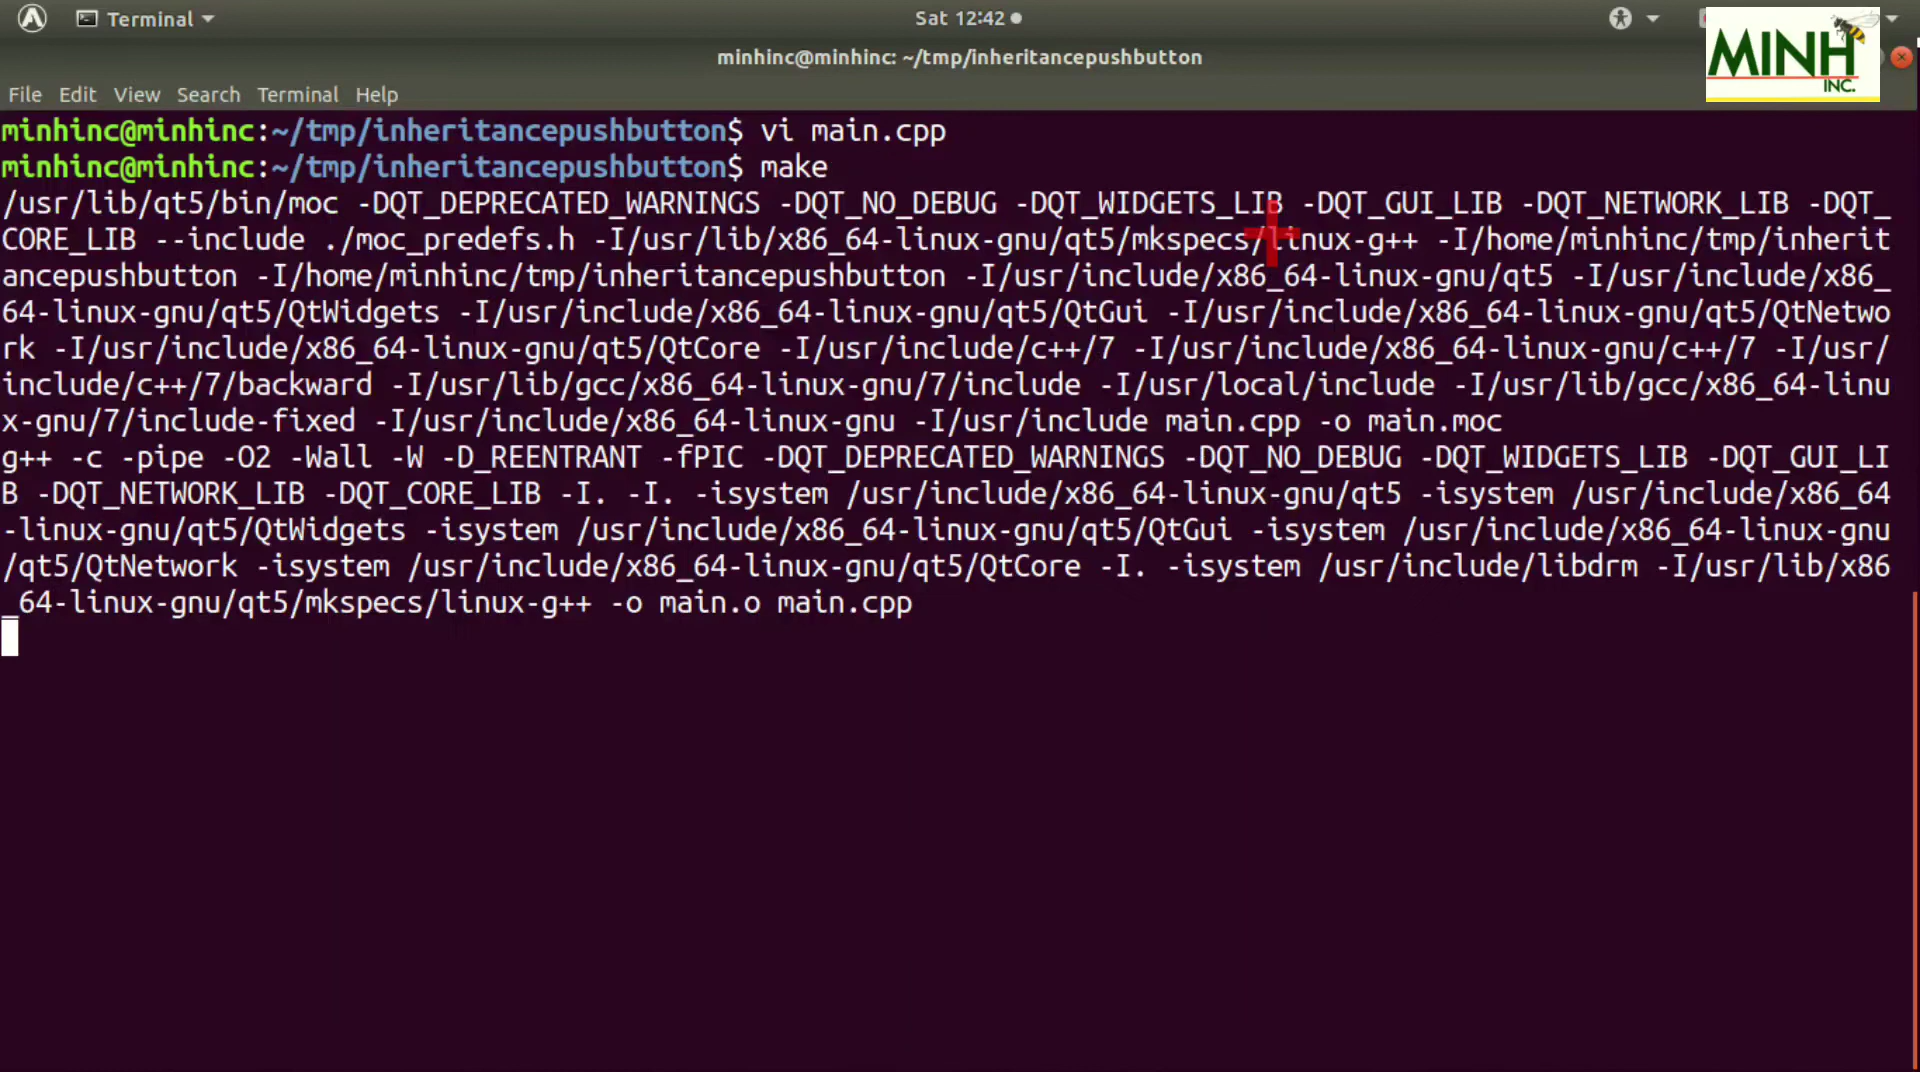 Terminal
Sat 12:42
minhinc@minhinc: ~/tmp/inheritancepushbutton
MINH
INC.
File Edit View Search Terminal Help
minhinc@minhinc:~/tmp/inheritancepushbutton$ vi main.cpp
minhinc@minhinc:~/tmp/inheritancepushbutton$ make
/usr/lib/qt5/bin/moc -DQT_DEPRECATED_WARNINGS -DQT_NO_DEBUG -DQT_WIDGETS_LIB -DQT_GUI_LIB -DQT_NETWORK_LIB -DQT_
CORE_LIB --include ./moc_predefs.h -I/usr/lib/x86_64-linux-gnu/qt5/mkspecs/linux-g++ -I/home/minhinc/tmp/inherit
ancepushbutton -I/home/minhinc/tmp/inheritancepushbutton -I/usr/include/x86_64-linux-gnu/qt5 -I/usr/include/x86_
64-linux-gnu/qt5/QtWidgets -I/usr/include/x86_64-linux-gnu/qt5/QtGui -I/usr/include/x86_64-linux-gnu/qt5/QtNetwo
rk -I/usr/include/x86_64-linux-gnu/qt5/QtCore -I/usr/include/c++/7 -I/usr/include/x86_64-linux-gnu/c++/7 -I/usr/
include/c++/7/backward -I/usr/lib/gcc/x86_64-linux-gnu/7/include -I/usr/local/include -I/usr/lib/gcc/x86_64-linu
x-gnu/7/include-fixed -I/usr/include/x86_64-linux-gnu -I/usr/include main.cpp -o main.moc
g++ -c -pipe -O2 -Wall -W -D_REENTRANT -fPIC -DQT_DEPRECATED_WARNINGS -DQT_NO_DEBUG -DQT_WIDGETS_LIB -DQT_GUI_LI
B -DQT_NETWORK_LIB -DQT_CORE_LIB -I. -I. -isystem /usr/include/x86_64-linux-gnu/qt5 -isystem /usr/include/x86_64
-linux-gnu/qt5/QtWidgets -isystem /usr/include/x86_64-linux-gnu/qt5/QtGui -isystem /usr/include/x86_64-linux-gnu
/qt5/QtNetwork -isystem /usr/include/x86_64-linux-gnu/qt5/QtCore -I. -isystem /usr/include/libdrm -I/usr/lib/x86
_64-linux-gnu/qt5/mkspecs/linux-g++ -o main.o main.cpp